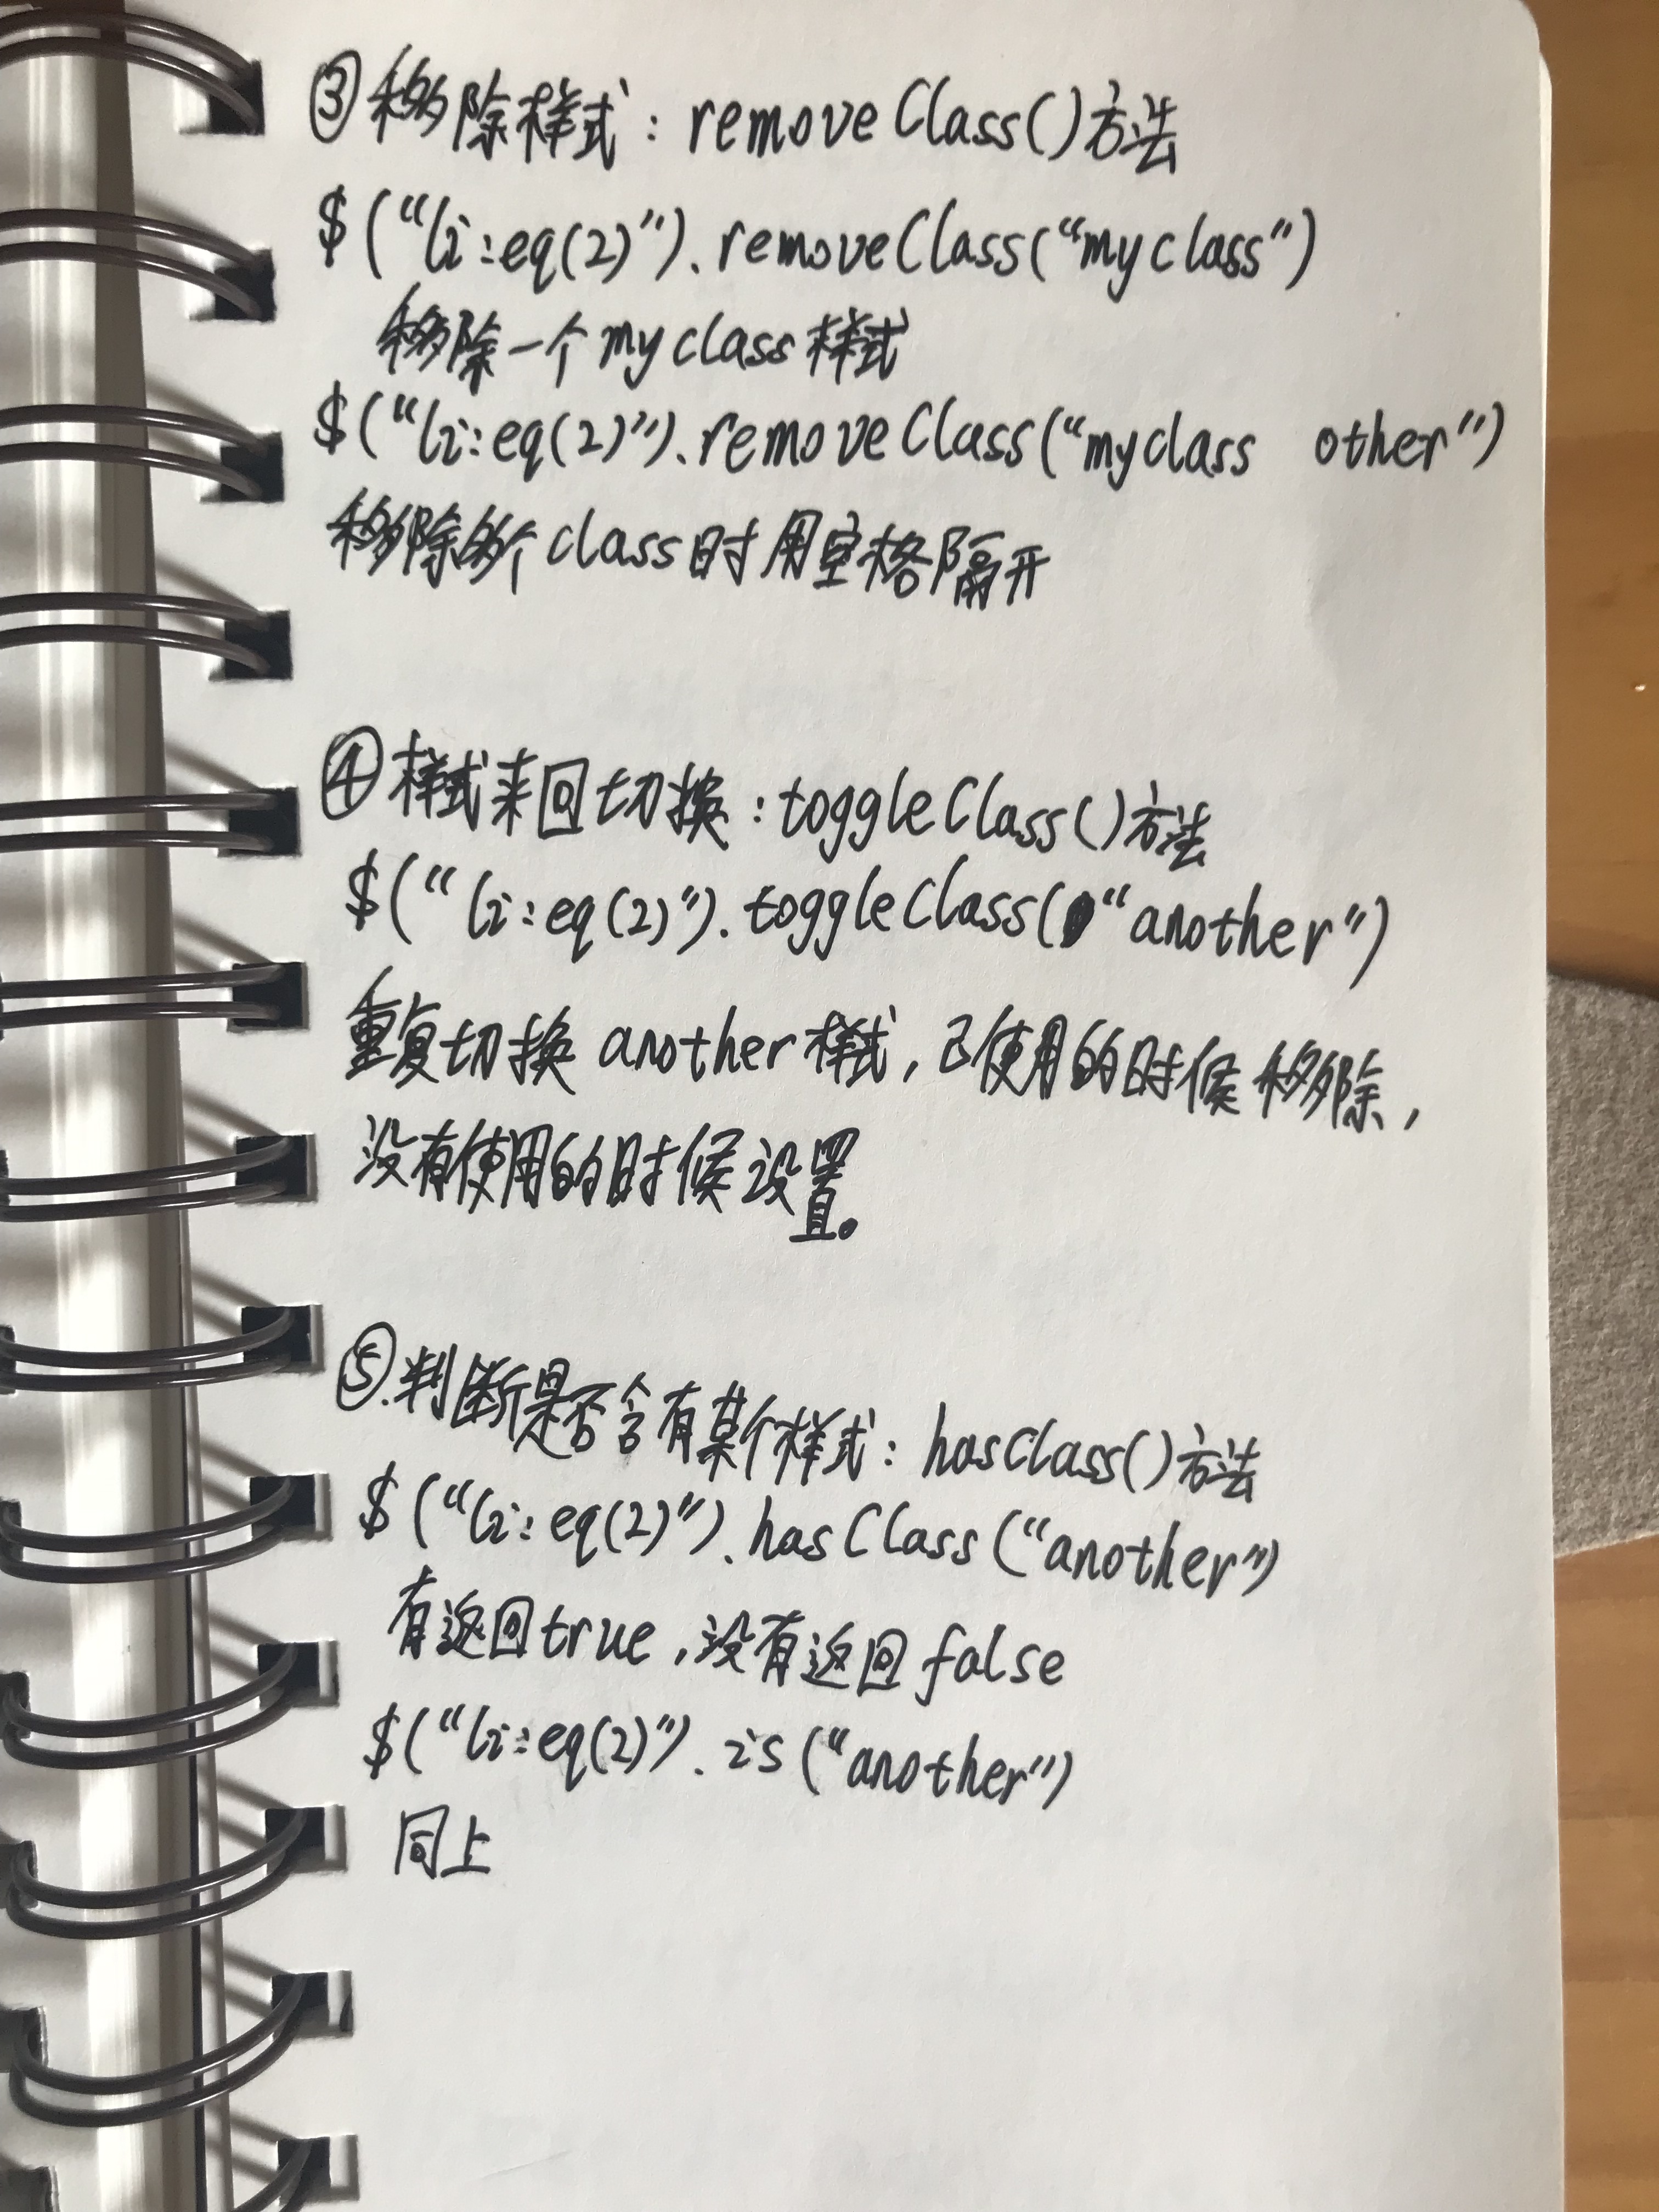 ③移除样式：removeClass()方法
$(“li:eq(2)”).removeClass(“myclass”)
移除一个myclass样式
$(“li:eq(2)”).removeClass(“myclass other”)
移除多个class时用空格隔开
④样式来回切换：toggleClass()方法
$(“li:eq(2)”).toggleClass(“another”)
重复切换another样式，已使用的时候移除，
没有使用的时候设置。
⑤.判断是否含有某个样式：hasClass()方法
$(“li:eq(2)”).hasClass(“another”)
有返回true，没有返回false
$(“li:eq(2)”).is(“another”)
同上